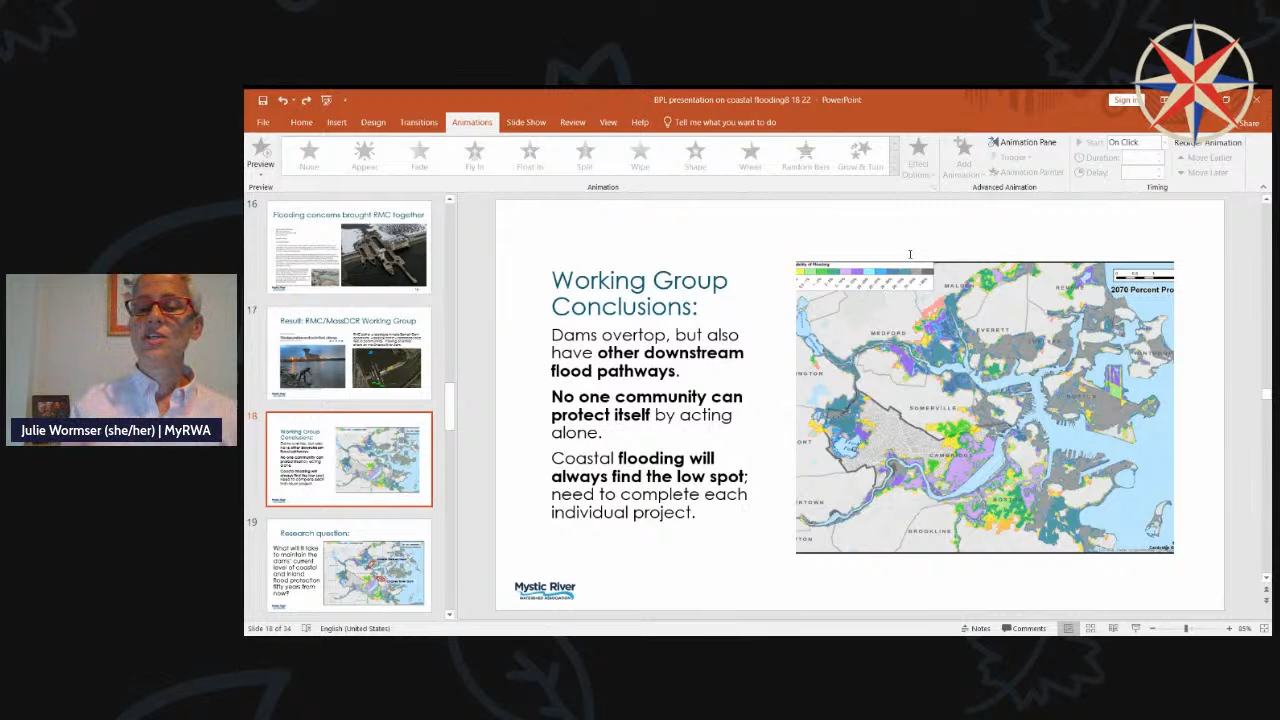 BPL presentation on coastal flooding8 18 22 - PowerPoint
Sign in
File
Home
Insert
Design
Transitions
Animations
Slide Show
Review
View
Help
Tell me what you want to do
Share
Preview
None
Appear
Fade
Fly In
Float In
Split
Wipe
Shape
Wheel
Random Bars
Grow & Turn
Effect
Options
Add
Animation
Animation Pane
Trigger
Animation Painter
Start: On Click
Duration:
Delay:
Reorder Animation
Move Earlier
Move Later
Preview
Animation
Advanced Animation
Timing
16
Flooding concerns brought RMC together
17
Result: RMC/MassDCR Working Group
18
Working Group
Conclusions:
19
Research question:
What will it take
to maintain the
dams' current
level of coastal
and inland
flood protection
fifty years from
now?
Working Group
Conclusions:
Dams overtop, but also
have other downstream
flood pathways.
No one community can
protect itself by acting
alone.
Coastal flooding will
always find the low spot;
need to complete each
individual project.
Mystic River
WATERSHED ASSOCIATION
2070 Percent Pro
MEDFORD
EVERETT
SOMERVILLE
CAMBRIDGE
BOSTON
BROOKLINE
Julie Wormser (she/her) | MyRWA
Slide 18 of 34
English (United States)
Notes
Comments
85%